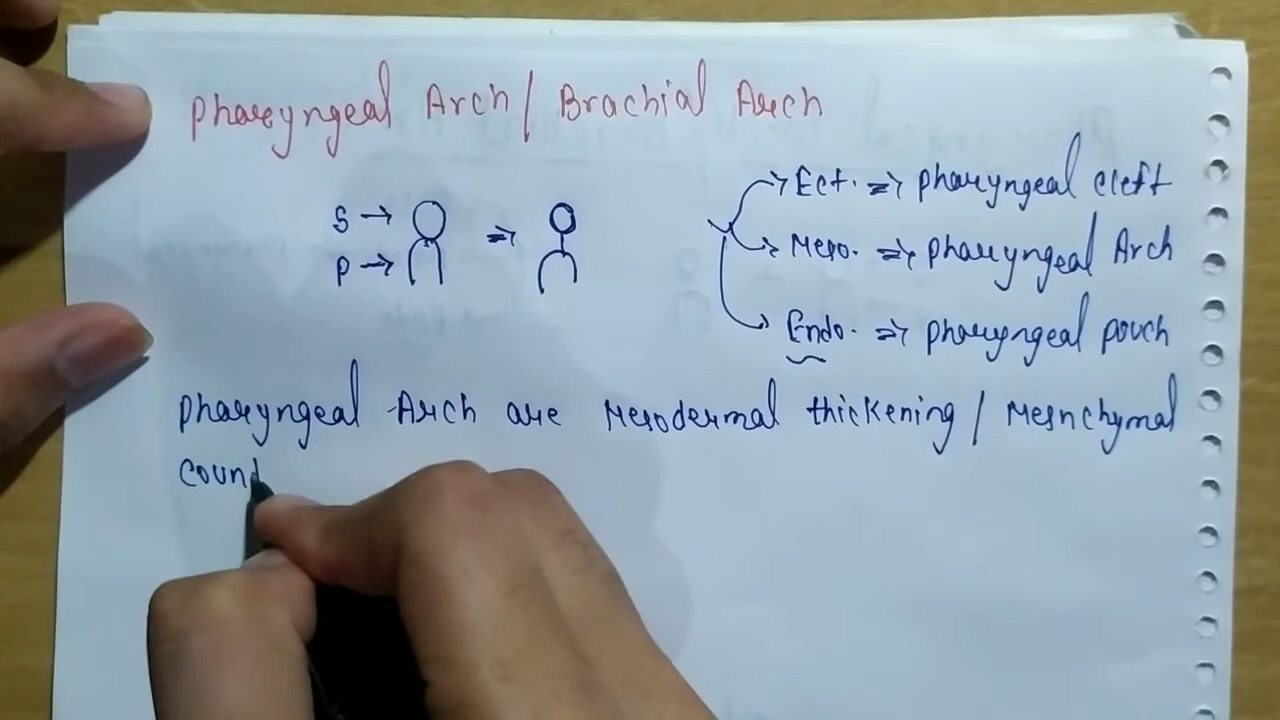 Pharyngeal Arch / Brachial Arch
S → ⇒
P →
→ Ect. ⇒ pharyngeal cleft
→ Meso. ⇒ pharyngeal Arch
→ Endo. ⇒ pharyngeal pouch
pharyngeal Arch are Mesodermal thickening / Mesnchymal